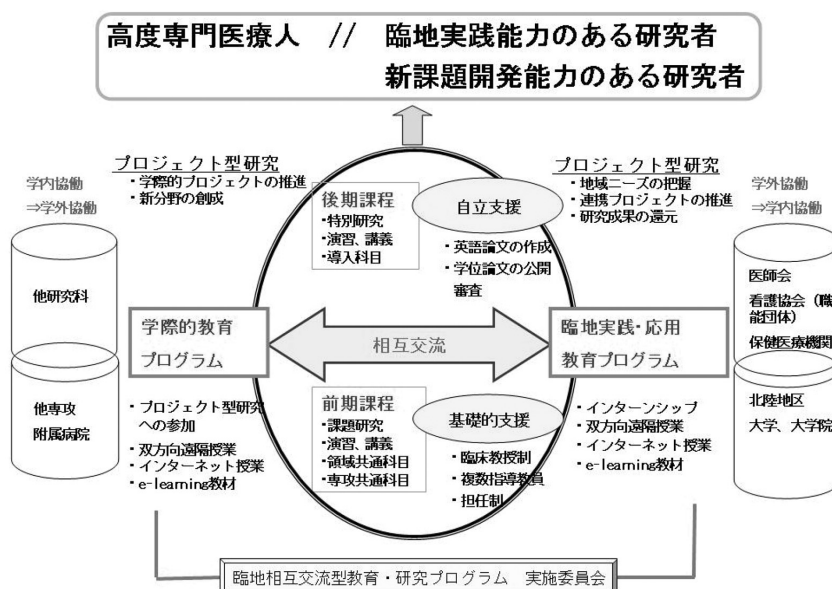 高度専門医療人 // 臨地実践能力のある研究者
新課題開発能力のある研究者
プロジェクト型研究
・学際的プロジェクトの推進
・新分野の創成
学内協働
⇒学外協働
他研究科
他専攻
附属病院
学際的教育
プログラム
・プロジェクト型研究
への参加
・双方向遠隔授業
・インターネット授業
・e-learning教材
後期課程
・特別研究
・演習、講義
・導入科目
自立支援
・英語論文の作成
・学位論文の公開
審査
相互交流
前期課程
・課題研究
・演習、講義
・領域共通科目
・専攻共通科目
基礎的支援
・臨床教授制
・複数指導教員
・担任制
プロジェクト型研究
・地域ニーズの把握
・連携プロジェクトの推進
・研究成果の還元
学外協働
⇒学内協働
臨地実践・応用
教育プログラム
・インターンシップ
・双方向遠隔授業
・インターネット授業
・e-learning教材
医師会
看護協会（職
能団体）
保健医療機関
北陸地区
大学、大学院
臨地相互交流型教育・研究プログラム 実施委員会